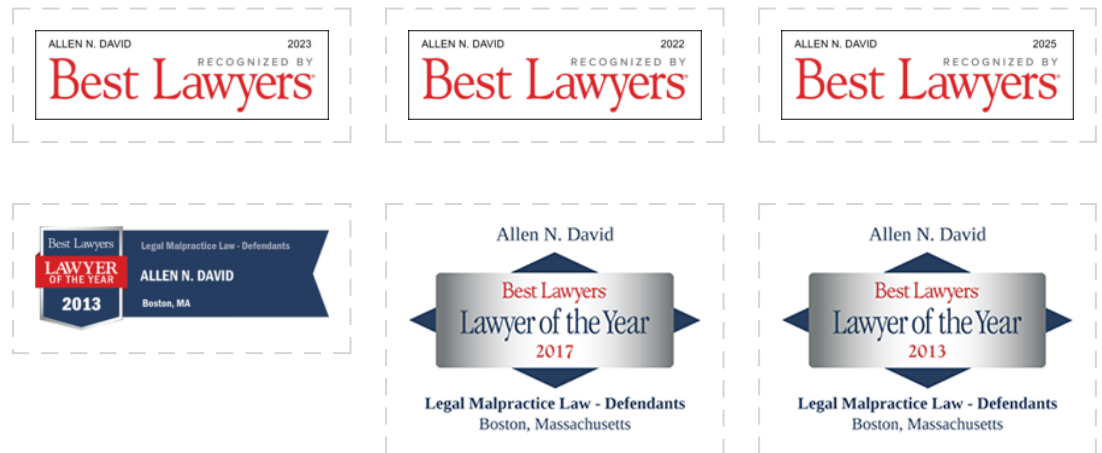 ALLEN N. DAVID 2023
RECOGNIZED BY
Best Lawyers
ALLEN N. DAVID 2022
RECOGNIZED BY
Best Lawyers
ALLEN N. DAVID 2025
RECOGNIZED BY
Best Lawyers
Best Lawyers
LAWYER
OF THE YEAR
2013
Legal Malpractice Law - Defendants
ALLEN N. DAVID
Boston, MA
Allen N. David
Best Lawyers
Lawyer of the Year
2017
Legal Malpractice Law - Defendants
Boston, Massachusetts
Allen N. David
Best Lawyers
Lawyer of the Year
2013
Legal Malpractice Law - Defendants
Boston, Massachusetts